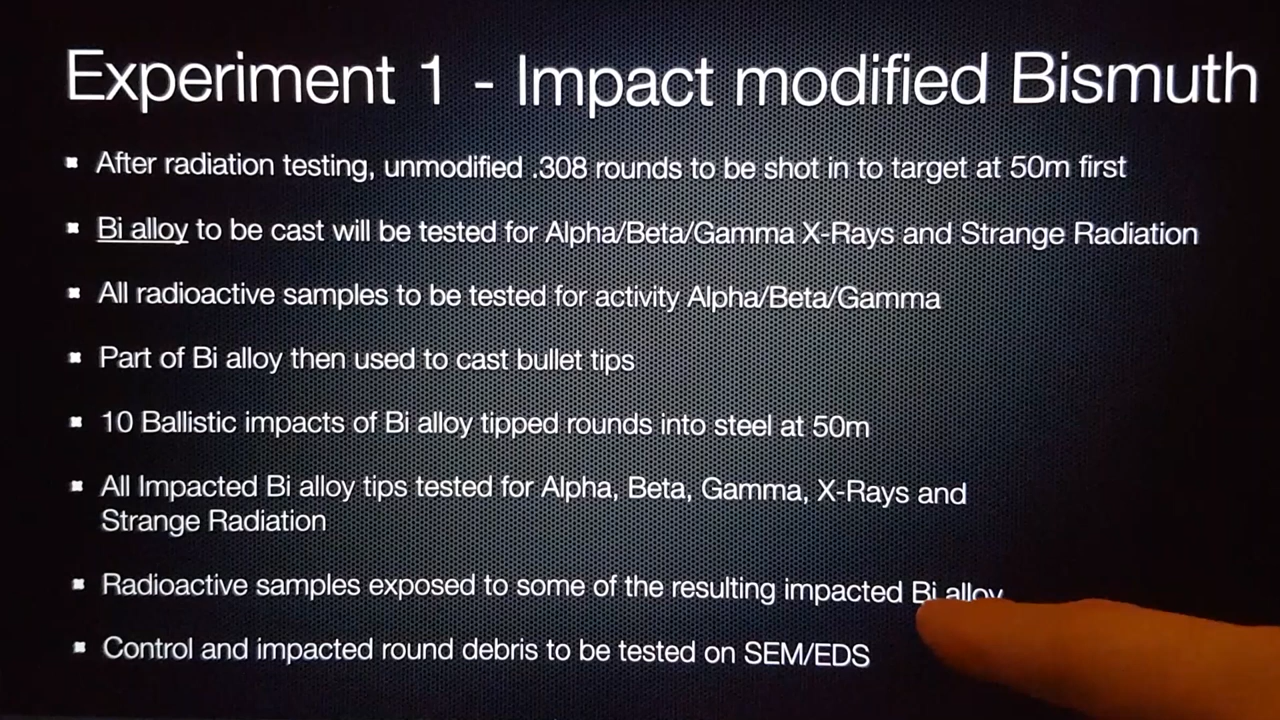 Experiment 1 - Impact modified Bismuth
After radiation testing, unmodified .308 rounds to be shot in to target at 50m first
Bi alloy to be cast will be tested for Alpha/Beta/Gamma X-Rays and Strange Radiation
All radioactive samples to be tested for activity Alpha/Beta/Gamma
Part of Bi alloy then used to cast bullet tips
10 Ballistic impacts of Bi alloy tipped rounds into steel at 50m
All Impacted Bi alloy tips tested for Alpha, Beta, Gamma, X-Rays and
Strange Radiation
Radioactive samples exposed to some of the resulting impacted Bi alloy
Control and impacted round debris to be tested on SEM/EDS